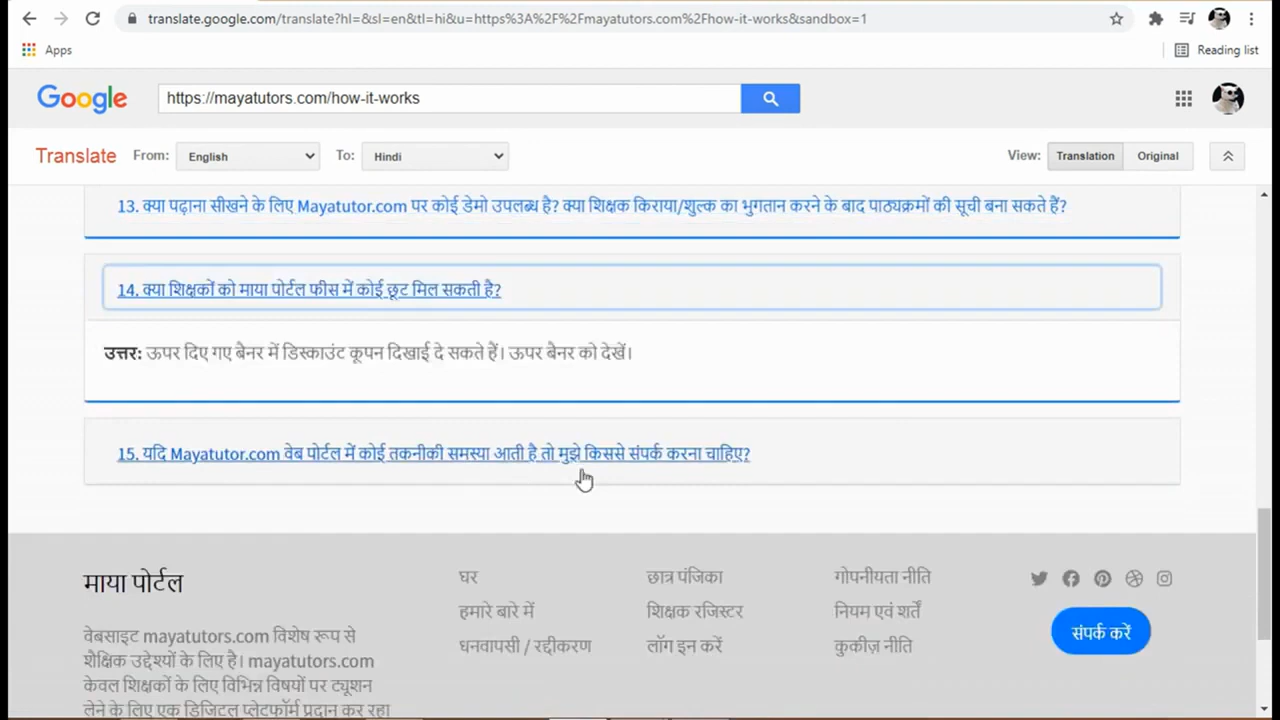 translate.google.com/translate?hl=&sl=en&tl=hi&u=https%3A%2F%2Fmayatutors.com%2Fhow-it-works&sandbox=1
Apps
Reading list
Google
https://mayatutors.com/how-it-works
Translate
From:
English
To:
Hindi
View:
Translation
Original
13. क्या पढ़ाना सीखने के लिए Mayatutor.com पर कोई डेमो उपलब्ध है? क्या शिक्षक किराया/शुल्क का भुगतान करने के बाद पाठ्यक्रमों की सूची बना सकते हैं?
14. क्या शिक्षकों को माया पोर्टल फीस में कोई छूट मिल सकती है?
उत्तर: ऊपर दिए गए बैनर में डिस्काउंट कूपन दिखाई दे सकते हैं। ऊपर बैनर को देखें।
15. यदि Mayatutor.com वेब पोर्टल में कोई तकनीकी समस्या आती है तो मुझे किससे संपर्क करना चाहिए?
माया पोर्टल
वेबसाइट mayatutors.com विशेष रूप से
शैक्षिक उद्देश्यों के लिए है। mayatutors.com
केवल शिक्षकों के लिए विभिन्न विषयों पर ट्यूशन
लेने के लिए एक डिजिटल प्लेटफॉर्म प्रदान कर रहा
घर
हमारे बारे में
धनवापसी / रद्दीकरण
छात्र पंजिका
शिक्षक रजिस्टर
लॉग इन करें
गोपनीयता नीति
नियम एवं शर्तें
कुकीज़ नीति
संपर्क करें